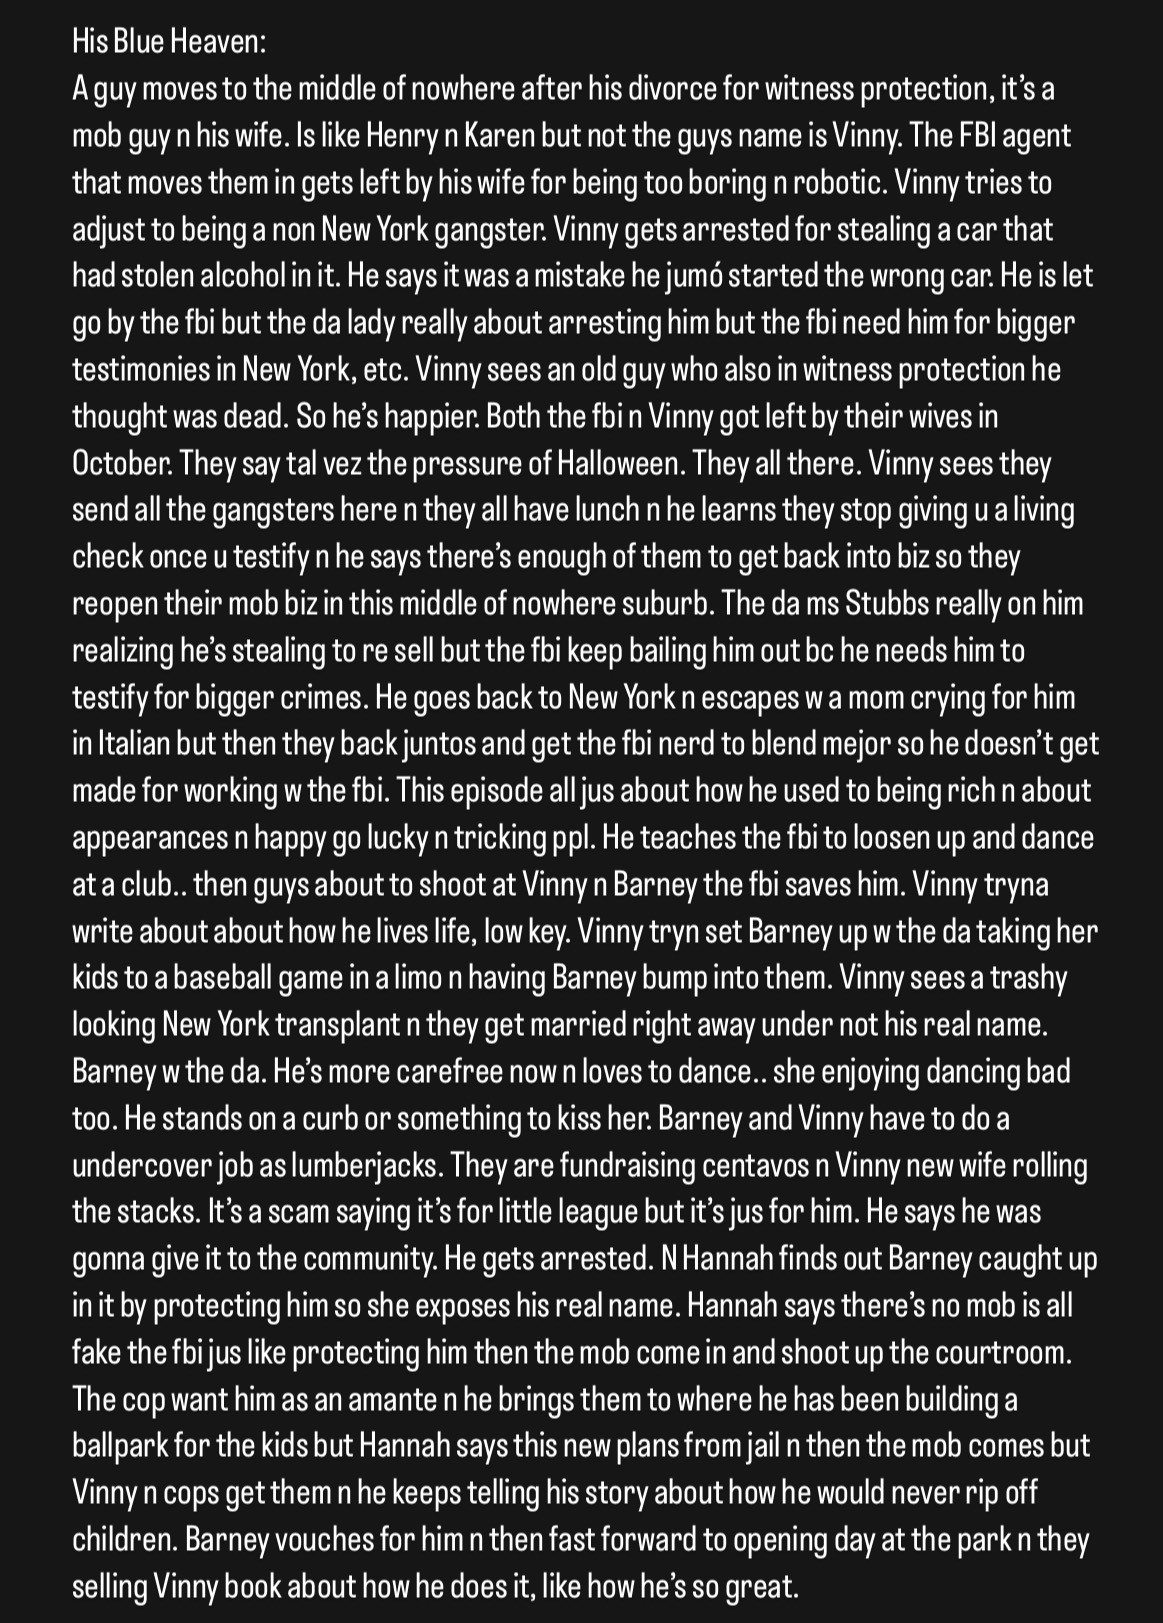 His Blue Heaven:
A guy moves to the middle of nowhere after his divorce for witness protection, it’s a
mob guy n his wife. Is like Henry n Karen but not the guys name is Vinny. The FBI agent
that moves them in gets left by his wife for being too boring n robotic. Vinny tries to
adjust to being a non New York gangster. Vinny gets arrested for stealing a car that
had stolen alcohol in it. He says it was a mistake he jumó started the wrong car. He is let
go by the fbi but the da lady really about arresting him but the fbi need him for bigger
testimonies in New York, etc. Vinny sees an old guy who also in witness protection he
thought was dead. So he’s happier. Both the fbi n Vinny got left by their wives in
October. They say tal vez the pressure of Halloween. They all there. Vinny sees they
send all the gangsters here n they all have lunch n he learns they stop giving u a living
check once u testify n he says there’s enough of them to get back into biz so they
reopen their mob biz in this middle of nowhere suburb. The da ms Stubbs really on him
realizing he’s stealing to re sell but the fbi keep bailing him out bc he needs him to
testify for bigger crimes. He goes back to New York n escapes w a mom crying for him
in Italian but then they back juntos and get the fbi nerd to blend mejor so he doesn’t get
made for working w the fbi. This episode all jus about how he used to being rich n about
appearances n happy go lucky n tricking ppl. He teaches the fbi to loosen up and dance
at a club.. then guys about to shoot at Vinny n Barney the fbi saves him. Vinny tryna
write about about how he lives life, low key. Vinny tryn set Barney up w the da taking her
kids to a baseball game in a limo n having Barney bump into them. Vinny sees a trashy
looking New York transplant n they get married right away under not his real name.
Barney w the da. He’s more carefree now n loves to dance.. she enjoying dancing bad
too. He stands on a curb or something to kiss her. Barney and Vinny have to do a
undercover job as lumberjacks. They are fundraising centavos n Vinny new wife rolling
the stacks. It’s a scam saying it’s for little league but it’s jus for him. He says he was
gonna give it to the community. He gets arrested. N Hannah finds out Barney caught up
in it by protecting him so she exposes his real name. Hannah says there’s no mob is all
fake the fbi jus like protecting him then the mob come in and shoot up the courtroom.
The cop want him as an amante n he brings them to where he has been building a
ballpark for the kids but Hannah says this new plans from jail n then the mob comes but
Vinny n cops get them n he keeps telling his story about how he would never rip off
children. Barney vouches for him n then fast forward to opening day at the park n they
selling Vinny book about how he does it, like how he’s so great.